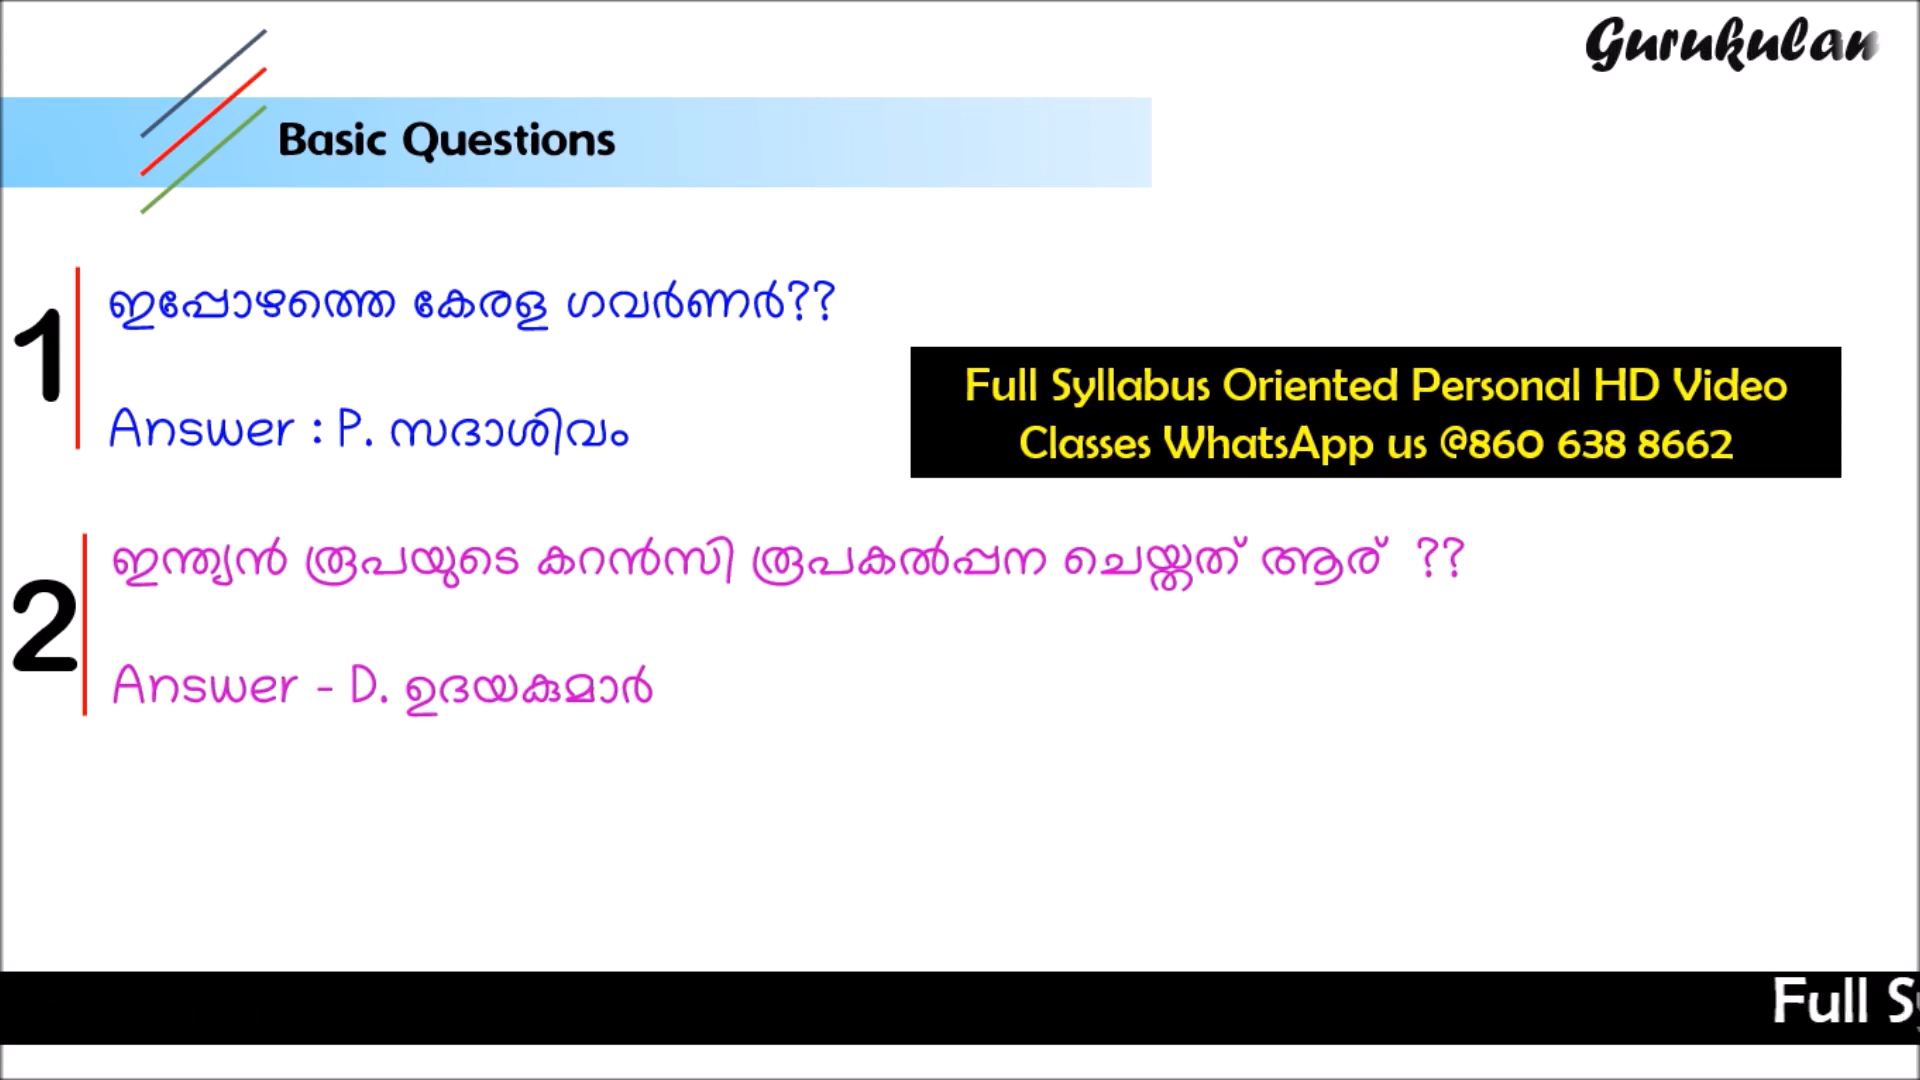 Gurukulan
Basic Questions
1
ഇപ്പോഴത്തെ കേരള ഗവർണർ??
Answer : P. സദാശിവം
Full Syllabus Oriented Personal HD Video
Classes WhatsApp us @860 638 8662
2
ഇന്ത്യൻ രൂപയുടെ കറൻസി രൂപകൽപ്പന ചെയ്തത് ആര് ??
Answer - D. ഉദയകുമാർ
Full